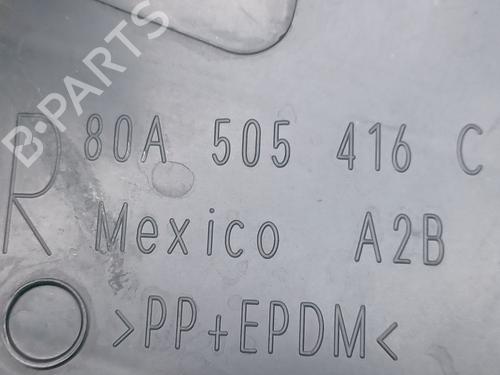 B-PARTS
R 80A 505 416 C
Mexico A2B
>PP+EPDM<